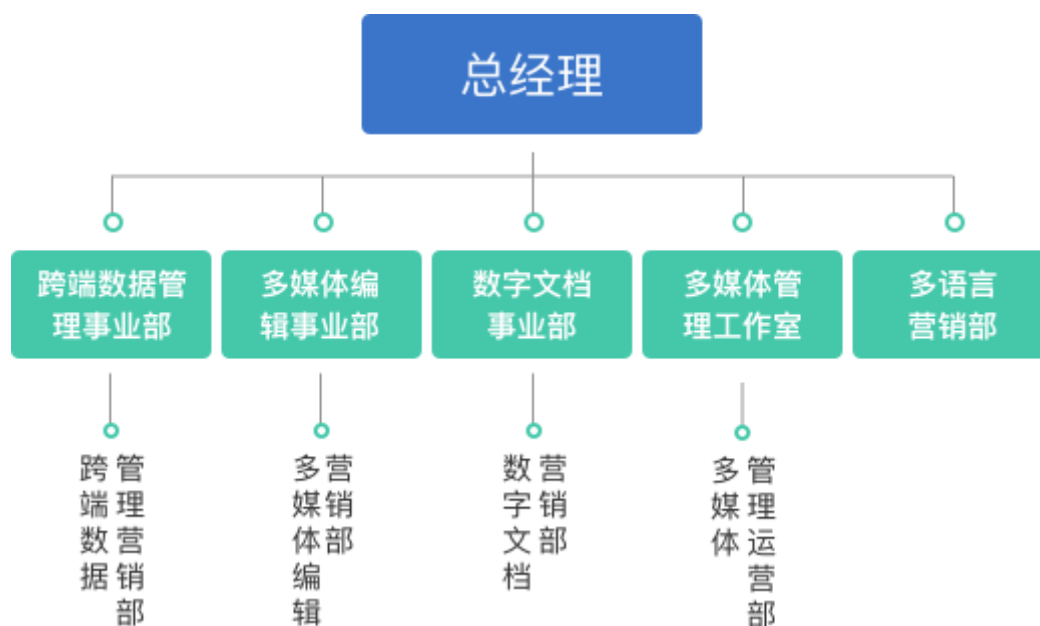 总经理
跨端数据管
理事业部
多媒体编
辑事业部
数字文档
事业部
多媒体管
理工作室
多语言
营销部
跨端数据
管理营销部
多媒体编辑
营销部
数字文档
营销部
多媒体
管理运营部